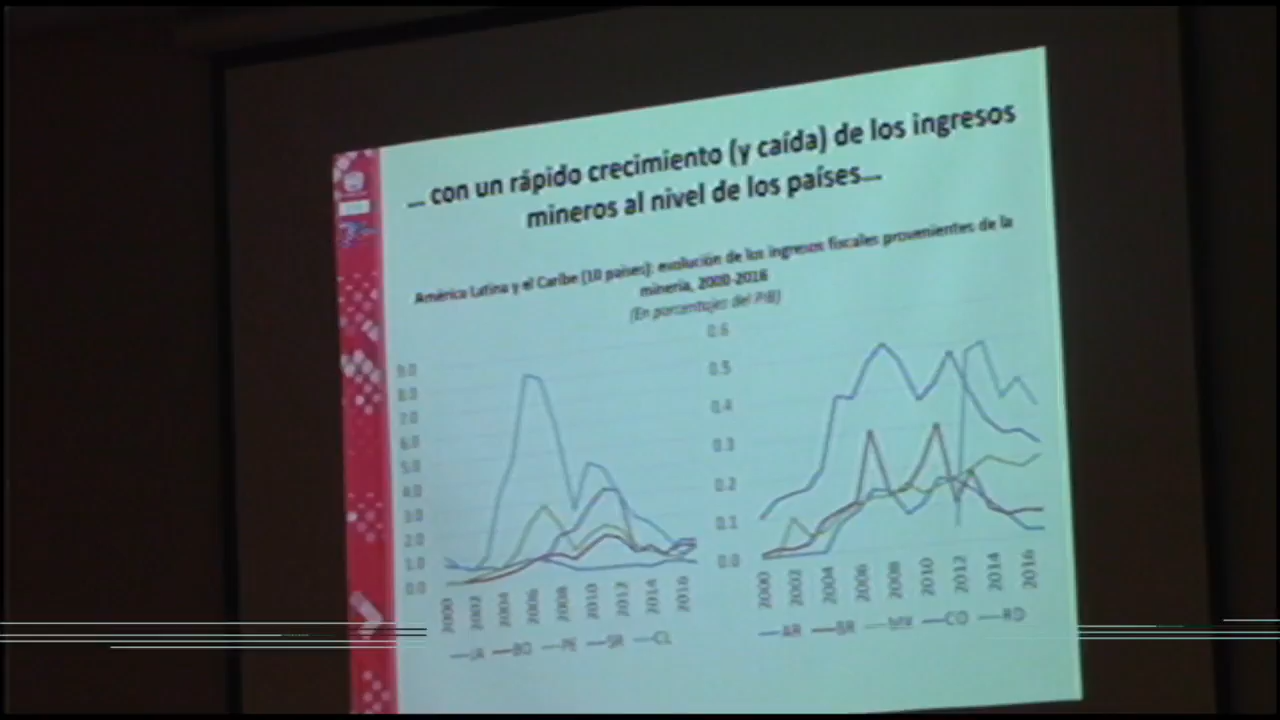 ... con un rápido crecimiento (y caída) de los ingresos
mineros al nivel de los países...
América Latina y el Caribe (10 países): evolución de los ingresos fiscales provenientes de la
minería, 2000-2016
(En porcentajes del PIB)
9.0
8.0
7.0
6.0
5.0
4.0
3.0
2.0
1.0
0.0
2000 2002 2004 2006 2008 2010 2012 2014 2016
JA BO PE SR CL
0.6
0.5
0.4
0.3
0.2
0.1
0.0
2000 2002 2004 2006 2008 2010 2012 2014 2016
AR BR MX CO RD